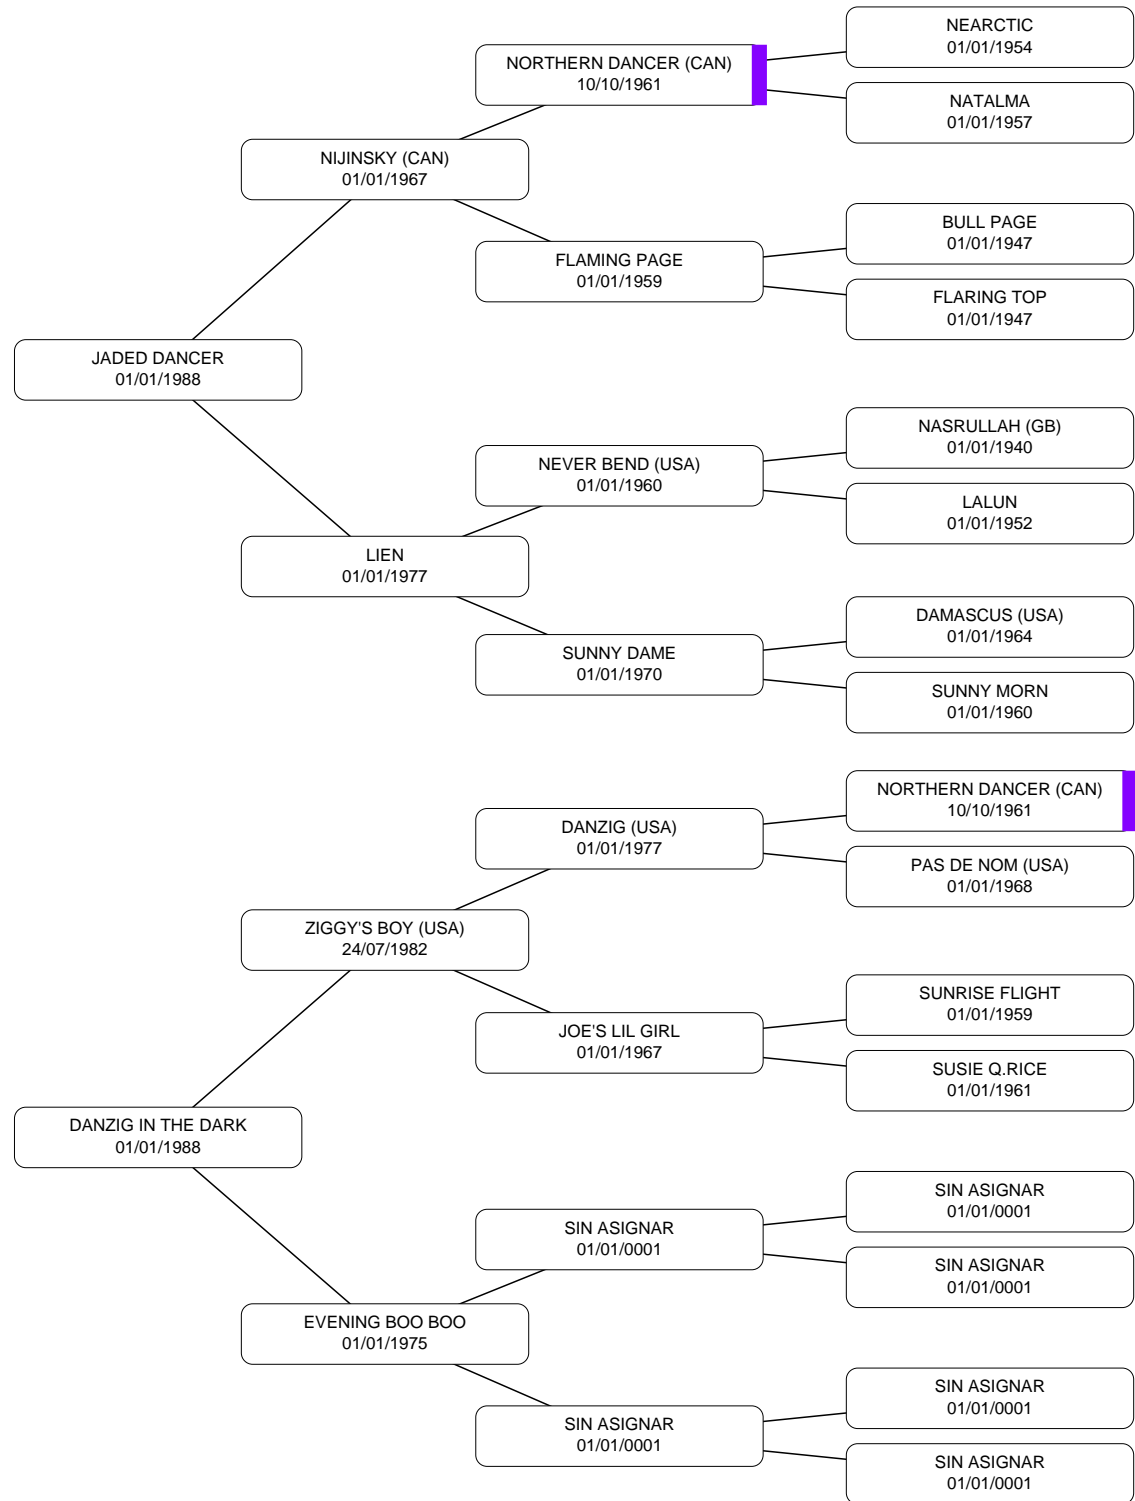 NEARCTIC
01/01/1954
NORTHERN DANCER (CAN)
10/10/1961
NATALMA
01/01/1957
NIJINSKY (CAN)
01/01/1967
BULL PAGE
01/01/1947
FLAMING PAGE
01/01/1959
FLARING TOP
01/01/1947
JADED DANCER
01/01/1988
NASRULLAH (GB)
01/01/1940
NEVER BEND (USA)
01/01/1960
LALUN
01/01/1952
LIEN
01/01/1977
DAMASCUS (USA)
01/01/1964
SUNNY DAME
01/01/1970
SUNNY MORN
01/01/1960
NORTHERN DANCER (CAN)
10/10/1961
DANZIG (USA)
01/01/1977
PAS DE NOM (USA)
01/01/1968
ZIGGY'S BOY (USA)
24/07/1982
SUNRISE FLIGHT
01/01/1959
JOE'S LIL GIRL
01/01/1967
SUSIE Q.RICE
01/01/1961
DANZIG IN THE DARK
01/01/1988
SIN ASIGNAR
01/01/0001
SIN ASIGNAR
01/01/0001
SIN ASIGNAR
01/01/0001
EVENING BOO BOO
01/01/1975
SIN ASIGNAR
01/01/0001
SIN ASIGNAR
01/01/0001
SIN ASIGNAR
01/01/0001